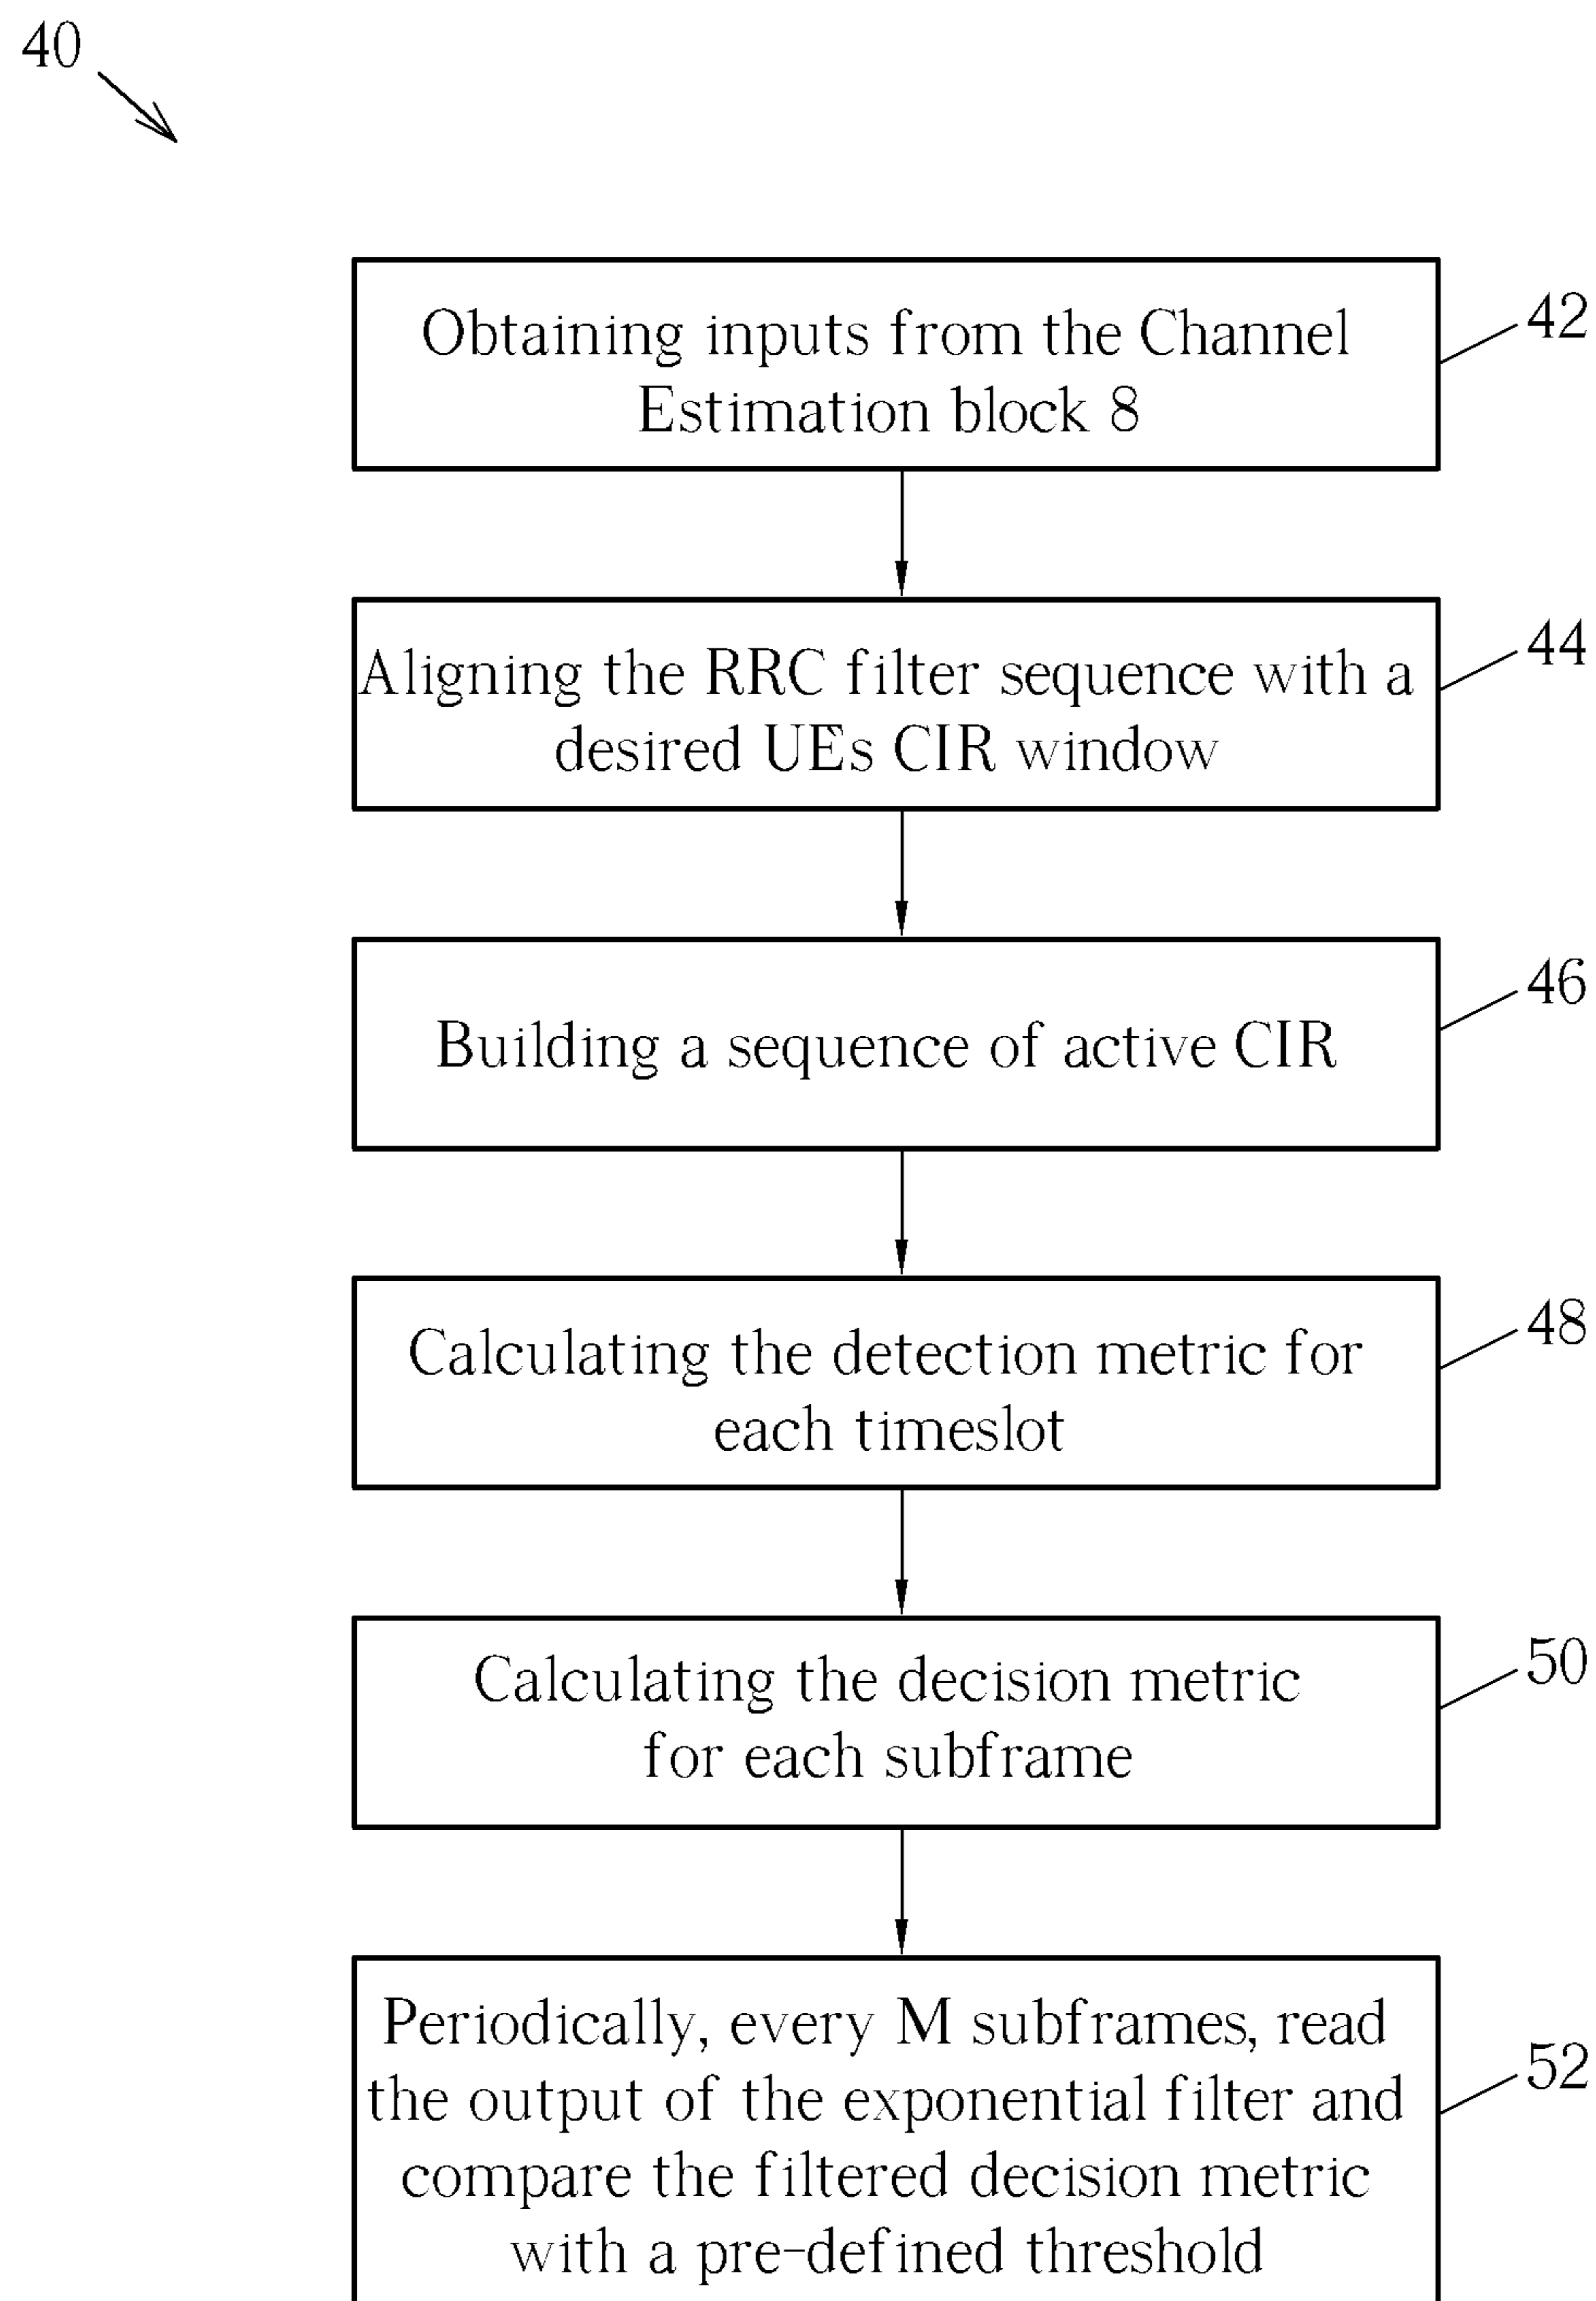 40
Obtaining inputs from the Channel
Estimation block 8
42
Aligning the RRC filter sequence with a
desired UE`s CIR window
44
Building a sequence of active CIR
46
Calculating the detection metric for
each timeslot
48
Calculating the decision metric
for each subframe
50
Periodically, every M subframes, read
the output of the exponential filter and
compare the filtered decision metric
with a pre-defined threshold
52